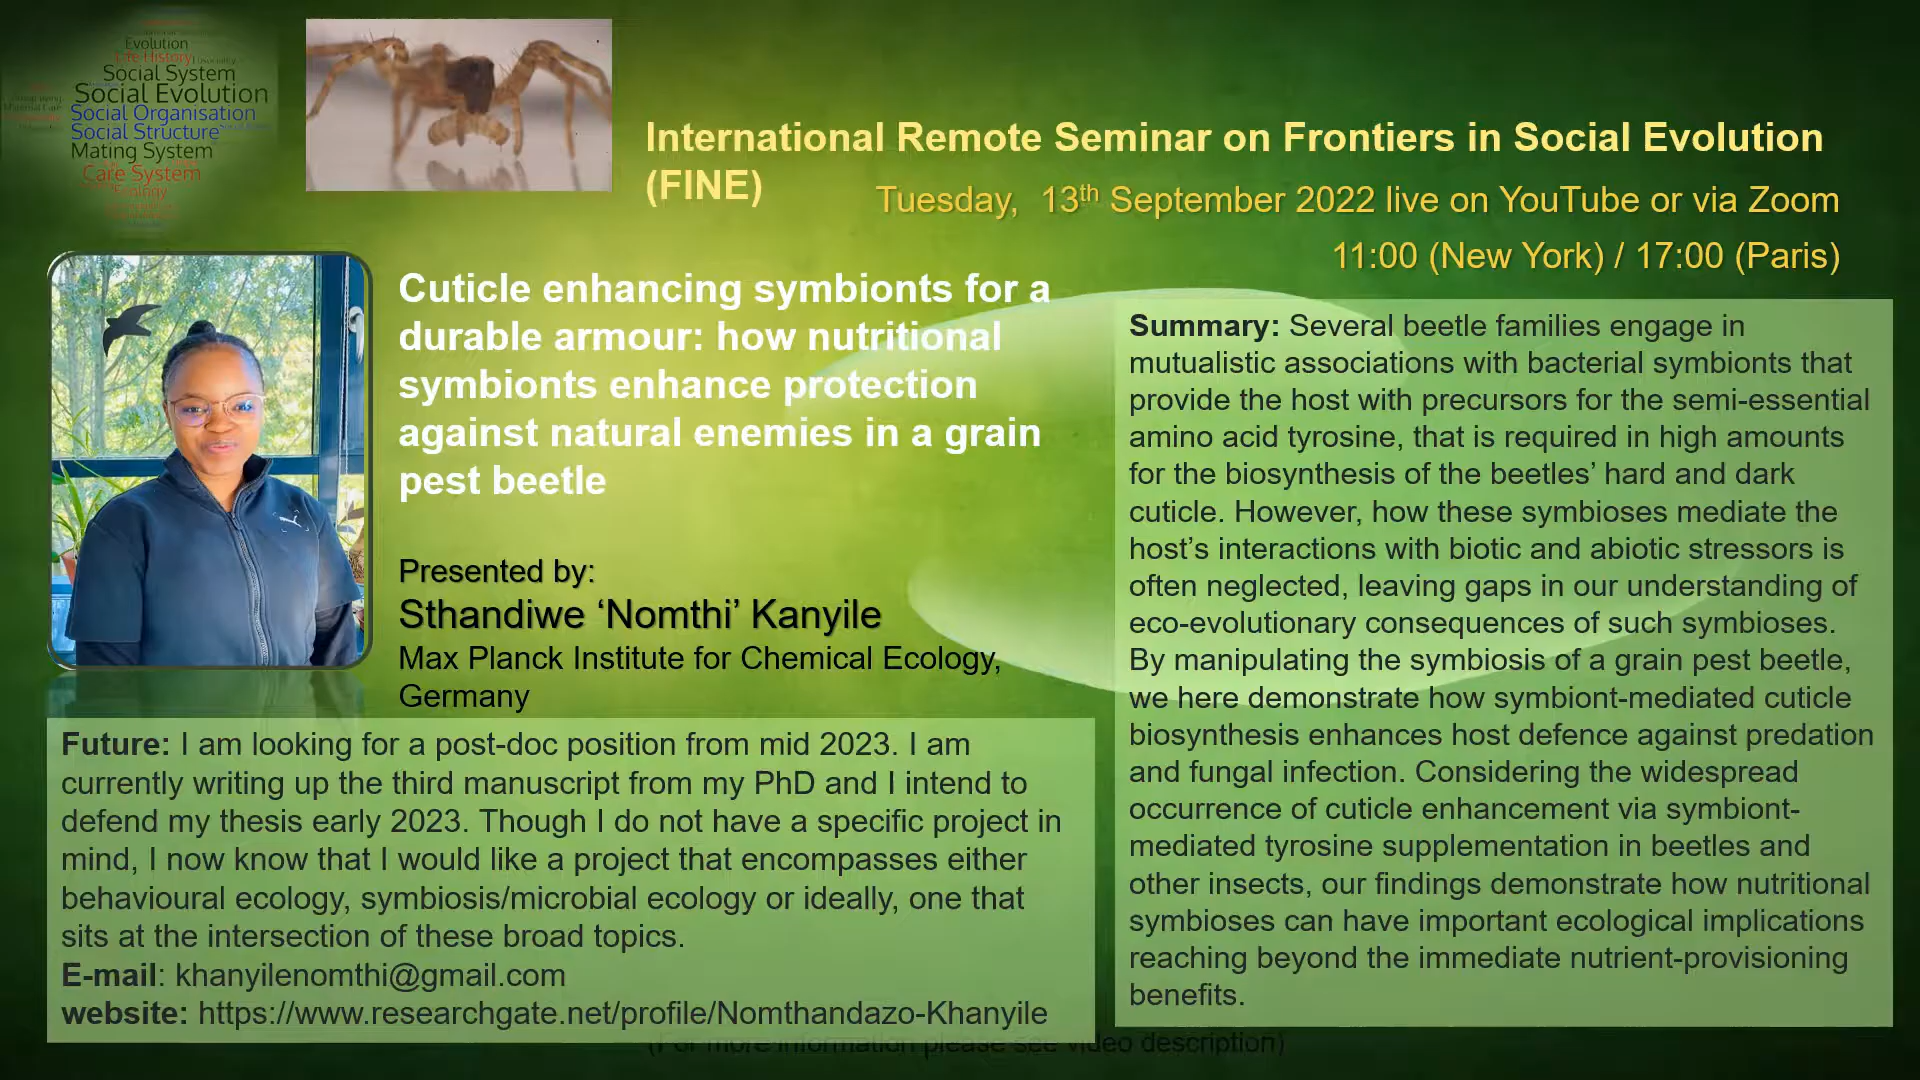 Evolution
Life History
Social System
Social Evolution
Social Organisation
Social Structure
Mating System
Care System
Ecology
International Remote Seminar on Frontiers in Social Evolution
(FINE)
Tuesday, 13th September 2022 live on YouTube or via Zoom
11:00 (New York) / 17:00 (Paris)
Cuticle enhancing symbionts for a
durable armour: how nutritional
symbionts enhance protection
against natural enemies in a grain
pest beetle
Presented by:
Sthandiwe ‘Nomthi’ Kanyile
Max Planck Institute for Chemical Ecology,
Germany
Future: I am looking for a post-doc position from mid 2023. I am
currently writing up the third manuscript from my PhD and I intend to
defend my thesis early 2023. Though I do not have a specific project in
mind, I now know that I would like a project that encompasses either
behavioural ecology, symbiosis/microbial ecology or ideally, one that
sits at the intersection of these broad topics.
E-mail: khanyilenomthi@gmail.com
website: https://www.researchgate.net/profile/Nomthandazo-Khanyile
Summary: Several beetle families engage in
mutualistic associations with bacterial symbionts that
provide the host with precursors for the semi-essential
amino acid tyrosine, that is required in high amounts
for the biosynthesis of the beetles’ hard and dark
cuticle. However, how these symbioses mediate the
host’s interactions with biotic and abiotic stressors is
often neglected, leaving gaps in our understanding of
eco-evolutionary consequences of such symbioses.
By manipulating the symbiosis of a grain pest beetle,
we here demonstrate how symbiont-mediated cuticle
biosynthesis enhances host defence against predation
and fungal infection. Considering the widespread
occurrence of cuticle enhancement via symbiont-
mediated tyrosine supplementation in beetles and
other insects, our findings demonstrate how nutritional
symbioses can have important ecological implications
reaching beyond the immediate nutrient-provisioning
benefits.
(For more information please see video description)